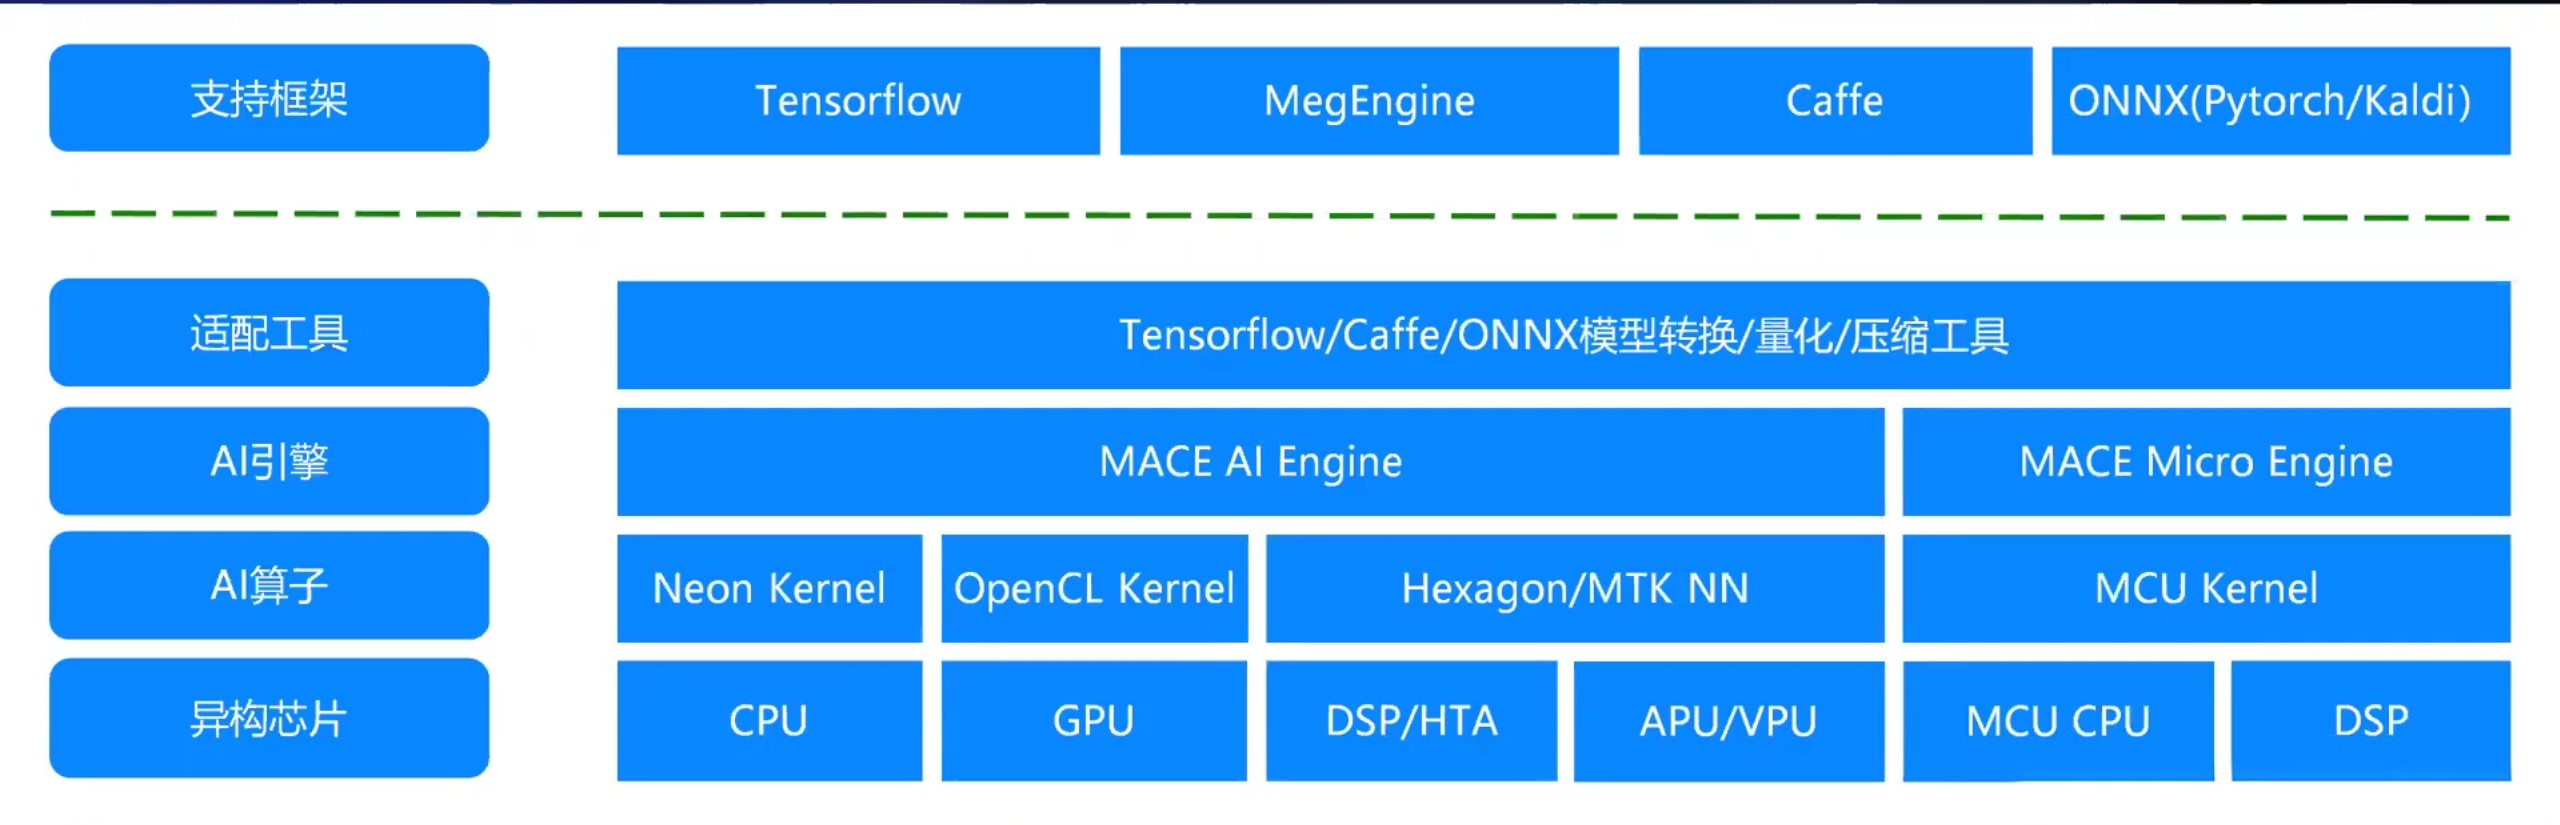 支持框架
Tensorflow
MegEngine
Caffe
ONNX(Pytorch/Kaldi)
适配工具
Tensorflow/Caffe/ONNX模型转换/量化/压缩工具
AI引擎
MACE AI Engine
MACE Micro Engine
AI算子
Neon Kernel
OpenCL Kernel
Hexagon/MTK NN
MCU Kernel
异构芯片
CPU
GPU
DSP/HTA
APU/VPU
MCU CPU
DSP